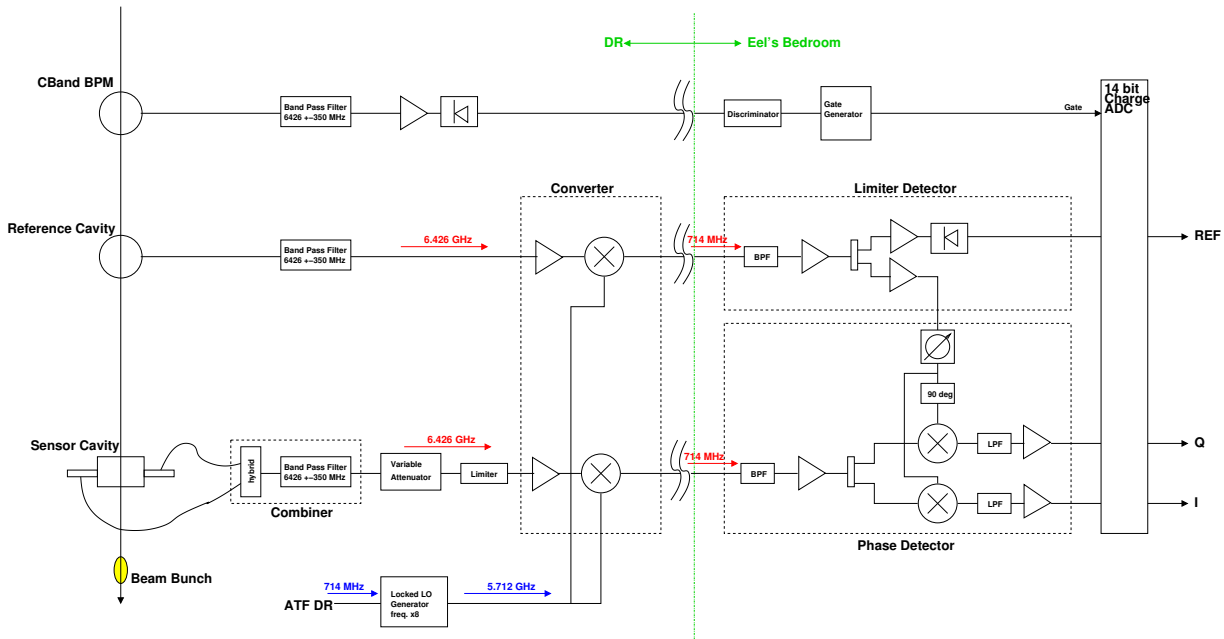 DR
Eel's Bedroom
CBand BPM
Band Pass Filter
6426 +−350 MHz
Discriminator
Gate
Generator
Gate
14 bit
Charge
ADC
Reference Cavity
Band Pass Filter
6426 +−350 MHz
6.426 GHz
Converter
714 MHz
Limiter Detector
BPF
REF
90 deg
Sensor Cavity
hybrid
Band Pass Filter
6426 +−350 MHz
Combiner
6.426 GHz
Variable
Attenuator
Limiter
714 MHz
BPF
LPF
Q
LPF
I
Phase Detector
Beam Bunch
714 MHz
ATF DR
Locked LO
Generator
freq. x8
5.712 GHz